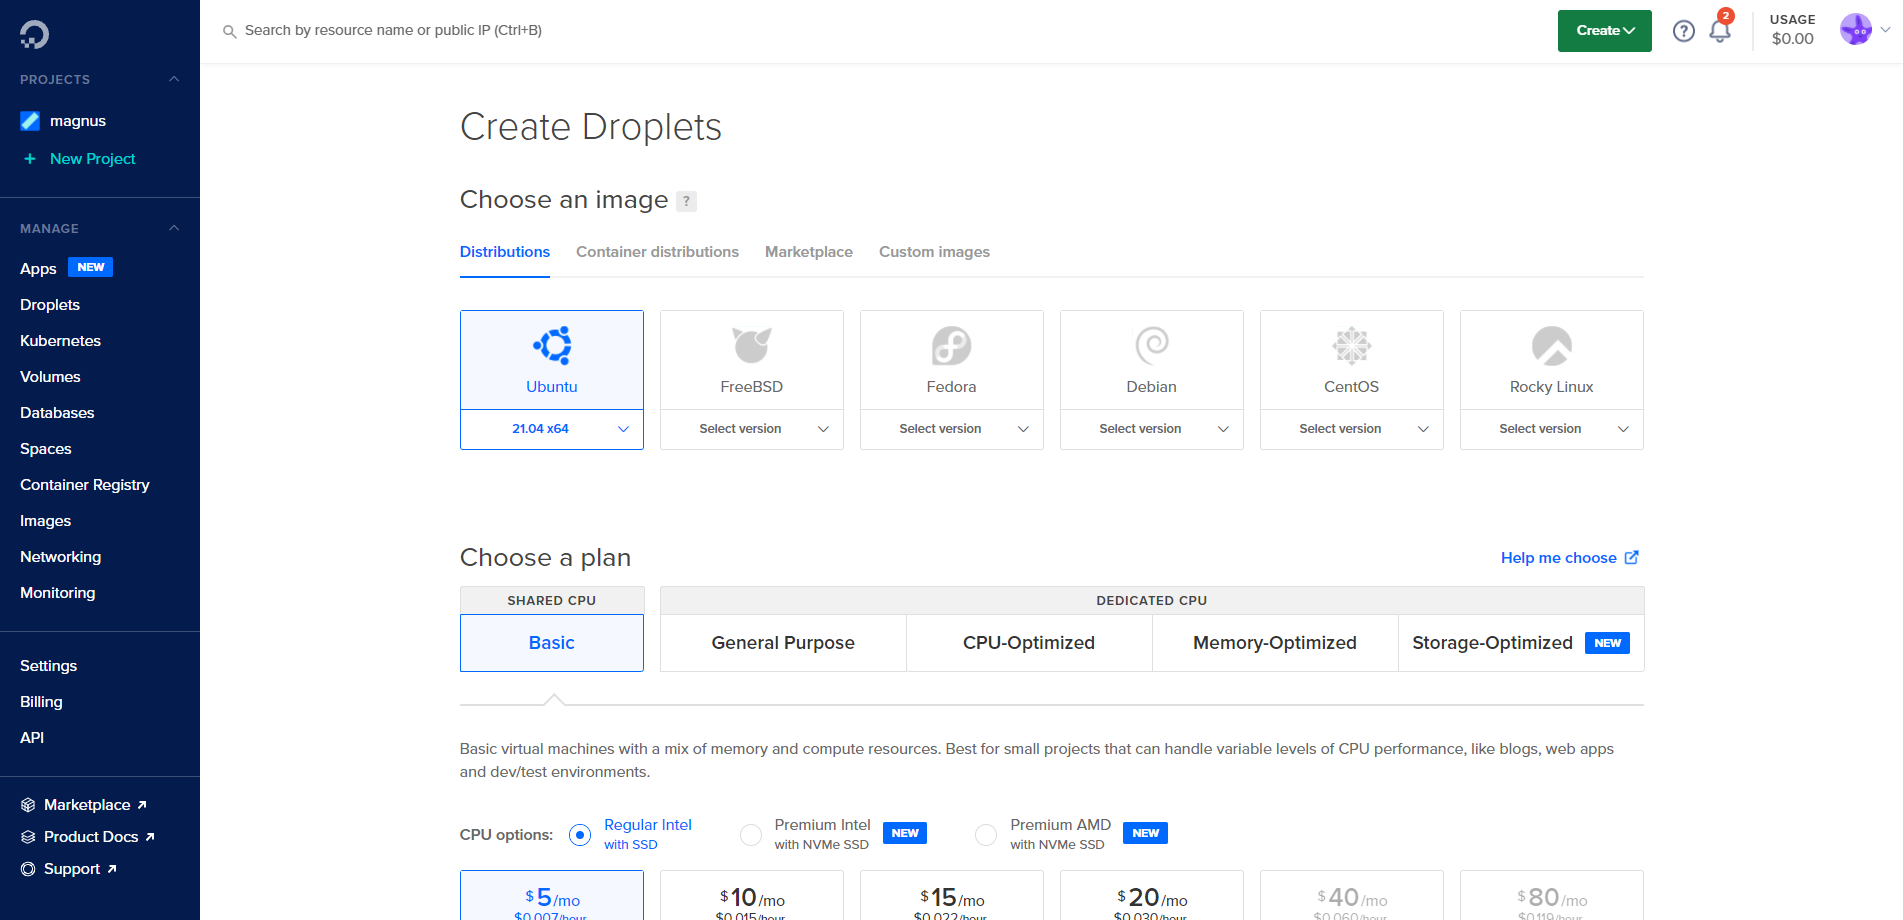 Search by resource name or public IP (Ctrl+B)
Create
?
2
USAGE
$0.00
PROJECTS
magnus
+ New Project
MANAGE
Apps NEW
Droplets
Kubernetes
Volumes
Databases
Spaces
Container Registry
Images
Networking
Monitoring
Settings
Billing
API
Marketplace
Product Docs
Support
Create Droplets
Choose an image ?
Distributions Container distributions Marketplace Custom images
Ubuntu FreeBSD Fedora Debian CentOS Rocky Linux
21.04 x64 Select version Select version Select version Select version Select version
Choose a plan
Help me choose
SHARED CPU DEDICATED CPU
Basic General Purpose CPU-Optimized Memory-Optimized Storage-Optimized NEW
Basic virtual machines with a mix of memory and compute resources. Best for small projects that can handle variable levels of CPU performance, like blogs, web apps
and dev/test environments.
CPU options:
Regular Intel
with SSD
Premium Intel
with NVMe SSD
NEW
Premium AMD
with NVMe SSD
NEW
$5/mo $10/mo $15/mo $20/mo $40/mo $80/mo
$0.007/hour $0.015/hour $0.022/hour $0.030/hour $0.060/hour $0.119/hour